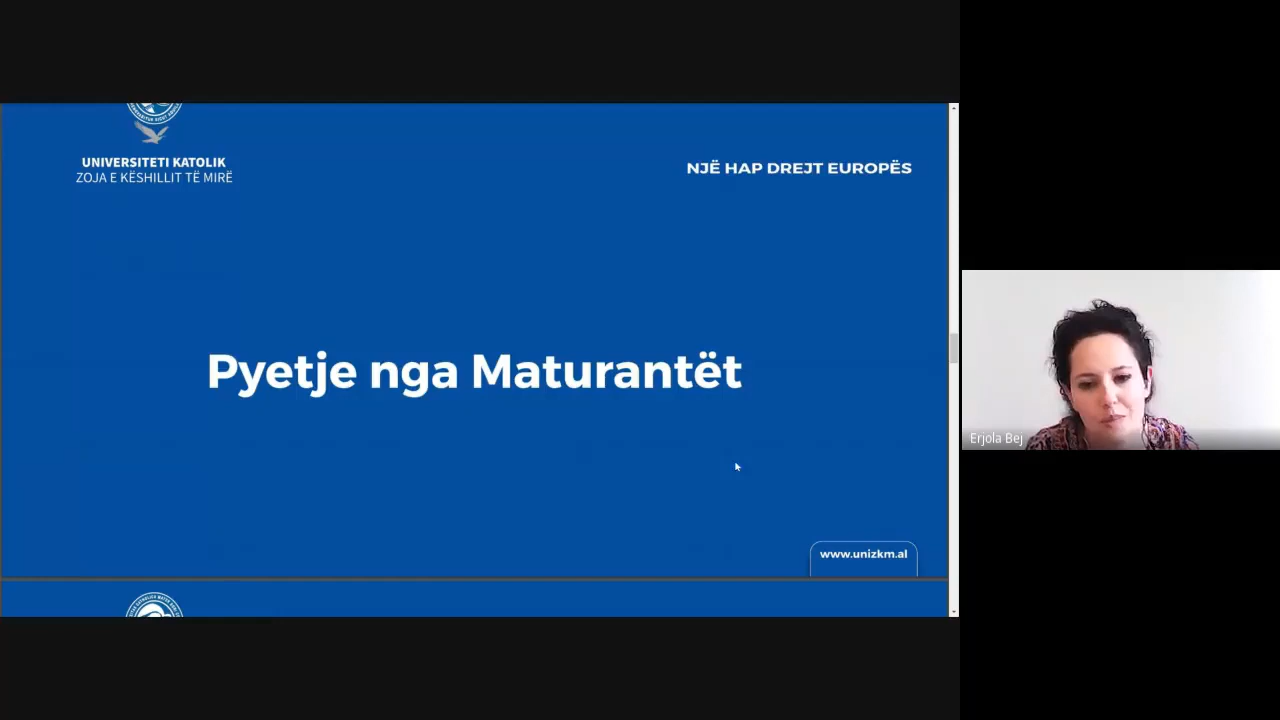 UNIVERSITETI KATOLIK
ZOJA E KËSHILLIT TË MIRË
NJË HAP DREJT EUROPËS
Pyetje nga Maturantët
www.unizkm.al
Erjola Bej